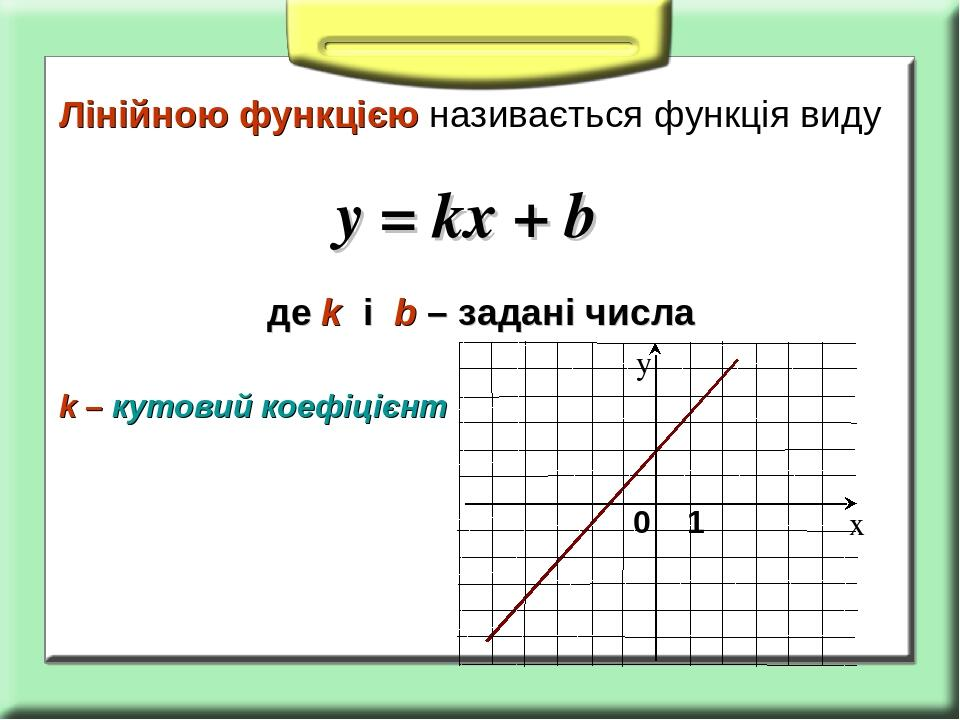 Лінійною функцією називається функція виду
y = kx + b
де k і b – задані числа
k – кутовий коефіцієнт
y
0 1
x